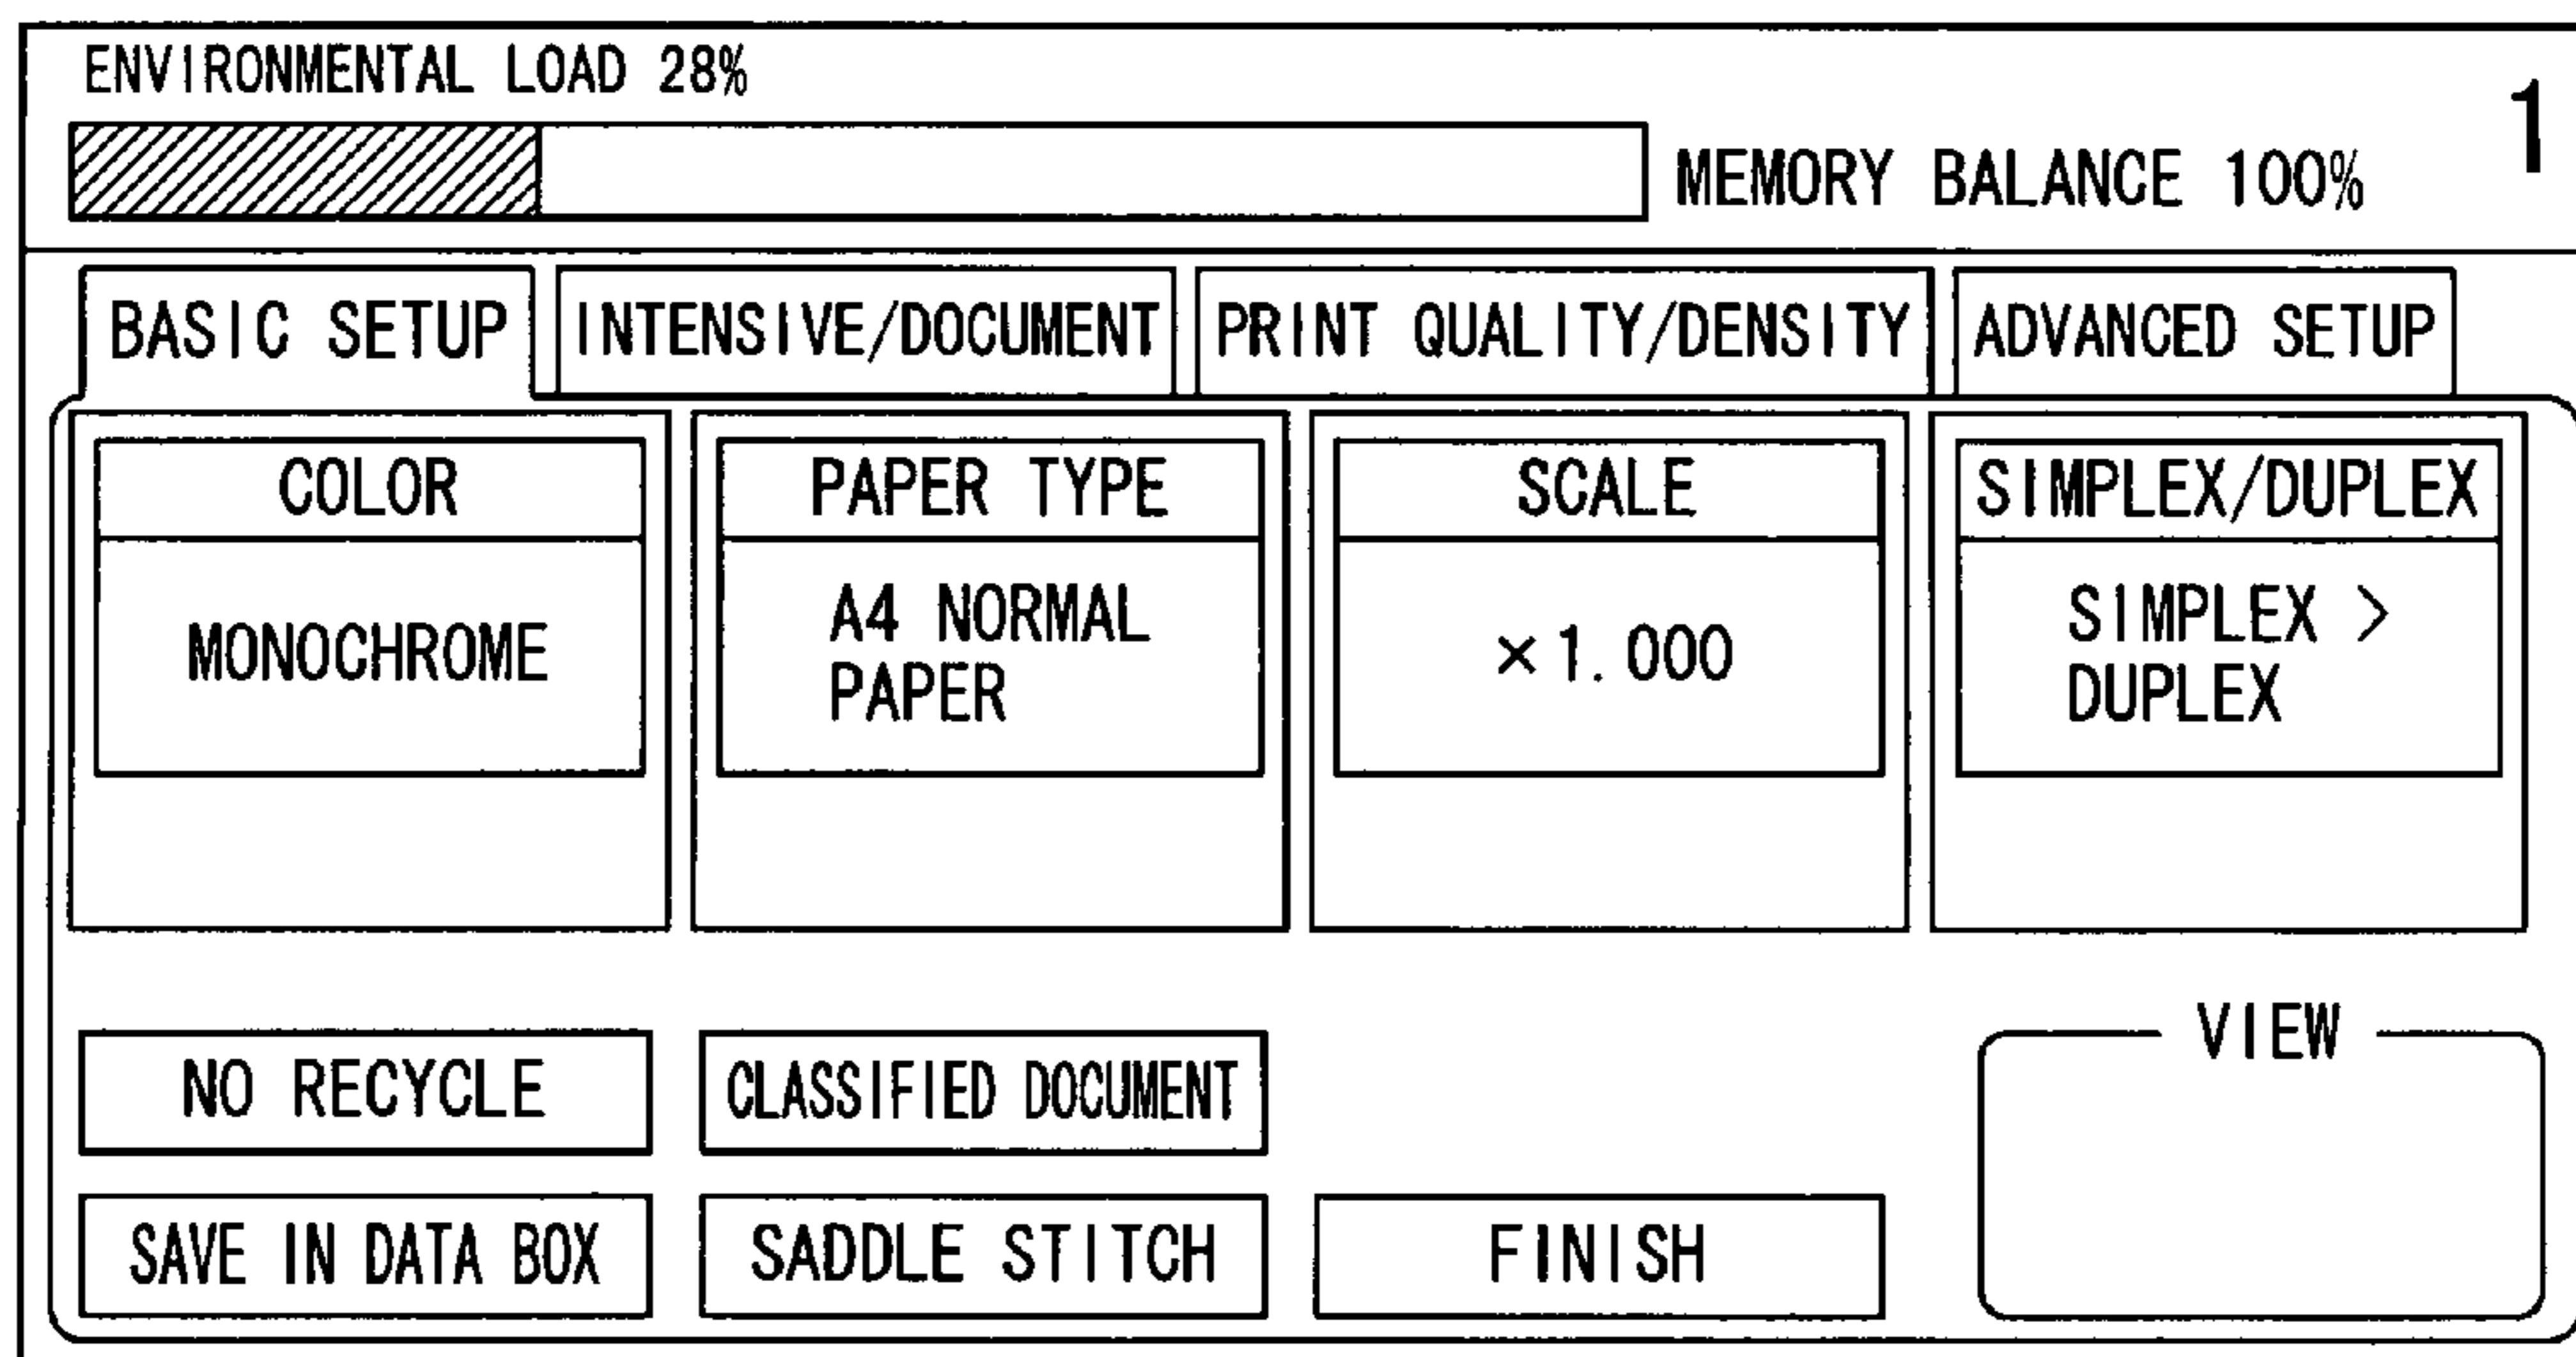 ENVIRONMENTAL LOAD 28%
1
MEMORY BALANCE 100%
BASIC SETUP
INTENSIVE/DOCUMENT
PRINT QUALITY/DENSITY
ADVANCED SETUP
COLOR
MONOCHROME
PAPER TYPE
A4 NORMAL
PAPER
SCALE
×1.000
SIMPLEX/DUPLEX
SIMPLEX >
DUPLEX
NO RECYCLE
CLASSIFIED DOCUMENT
VIEW
SAVE IN DATA BOX
SADDLE STITCH
FINISH